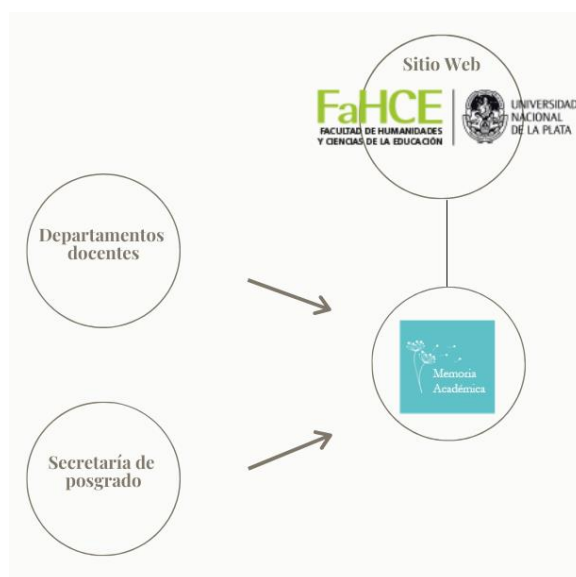 Sitio Web
FaHCE
FACULTAD DE HUMANIDADES
Y CIENCIAS DE LA EDUCACIÓN
UNIVERSIDAD
NACIONAL
DE LA PLATA
Departamentos
docentes
Memoria
Académica
Secretaría de
posgrado